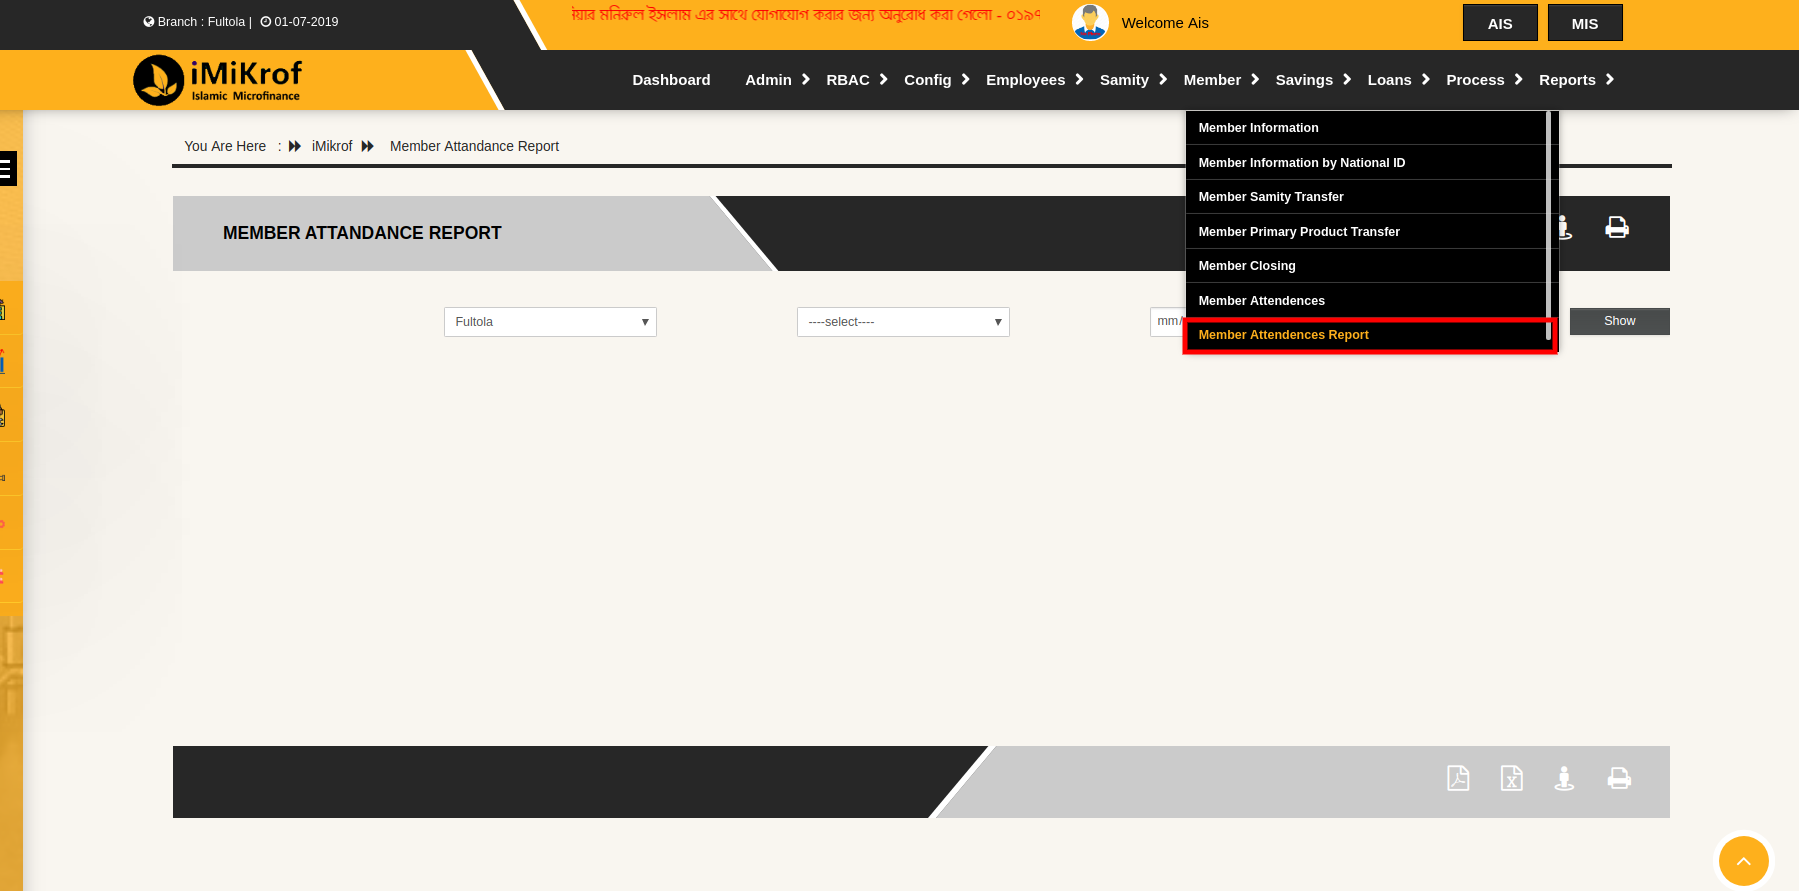 Branch : Fultola | 01-07-2019
মনিরুল ইসলাম এর সাথে যোগাযোগ করার জন্য অনুরোধ করা গেলো -
Welcome Ais
AIS MIS
iMiKrof
Islamic Microfinance
Dashboard Admin RBAC Config Employees Samity Member Savings Loans Process Reports
You Are Here : iMikrof Member Attandance Report
Member Information
Member Information by National ID
Member Samity Transfer
Member Primary Product Transfer
Member Closing
Member Attendences
Member Attendences Report
MEMBER ATTANDANCE REPORT
Fultola ----select---- mm/ Show